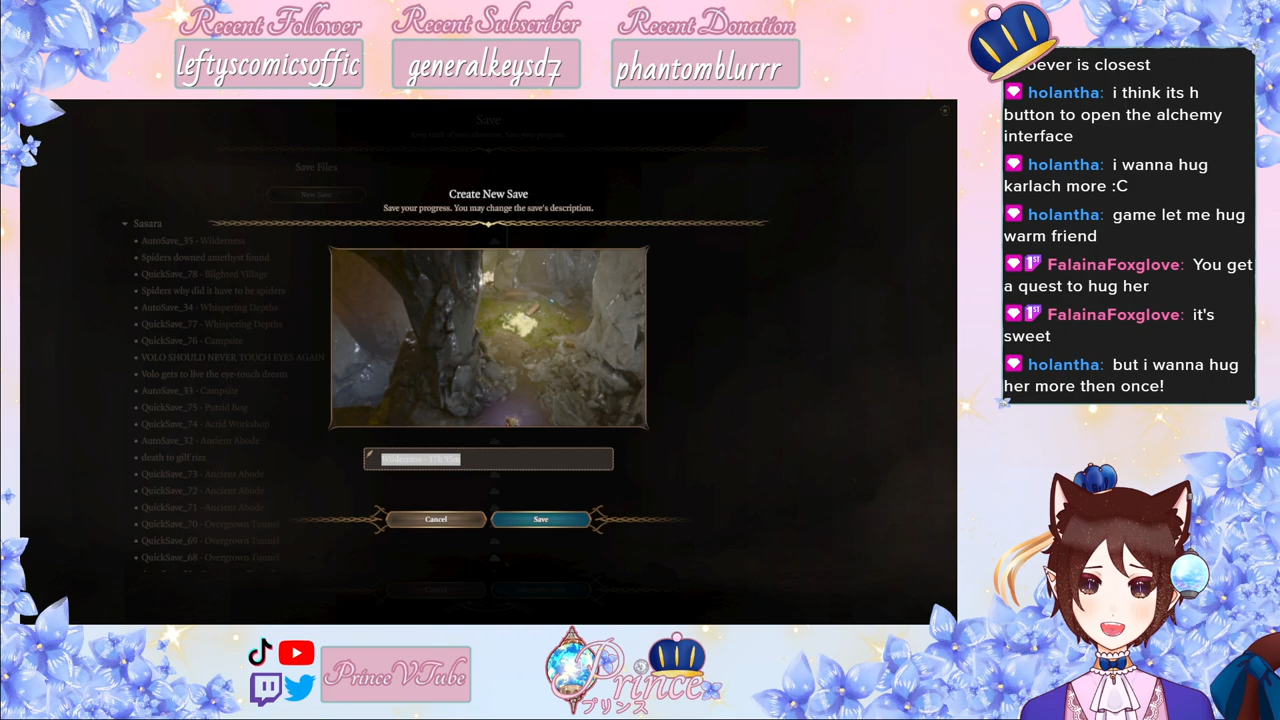 Recent Follower
Recent Subscriber
Recent Donation
leftyscomicsoffic
generalkeysd7
phantomblurrr
oever is closest
holantha: i think its h
button to open the alchemy
interface
holantha: i wanna hug
karlach more :C
holantha: game let me hug
warm friend
FalainaFoxglove: You get
a quest to hug her
FalainaFoxglove: it's
sweet
holantha: but i wanna hug
her more then once!
1ST
1ST
Save
Save Files
New Save
Create New Save
Save your progress. You may change the save's description.
Sasara
AutoSave_35 - Wilderness
Spiders downed amethyst found
QuickSave_78 - Blighted Village
Spiders why did it have to be spiders
AutoSave_34 - Whispering Depths
QuickSave_77 - Whispering Depths
QuickSave_76 - Campsite
VOLO SHOULD NEVER TOUCH EYES AGAIN
Volo gets to live the eye-touch dream
AutoSave_33 - Campsite
QuickSave_75 - Putrid Bog
QuickSave_74 - Acrid Workshop
AutoSave_32 - Ancient Abode
death to gilf rizz
QuickSave_73 - Ancient Abode
QuickSave_72 - Ancient Abode
QuickSave_71 - Ancient Abode
QuickSave_70 - Overgrown Tunnel
QuickSave_69 - Overgrown Tunnel
QuickSave_68 - Overgrown Tunnel
Cancel
Save
Cancel
Prince VTube
Prince
プリンス